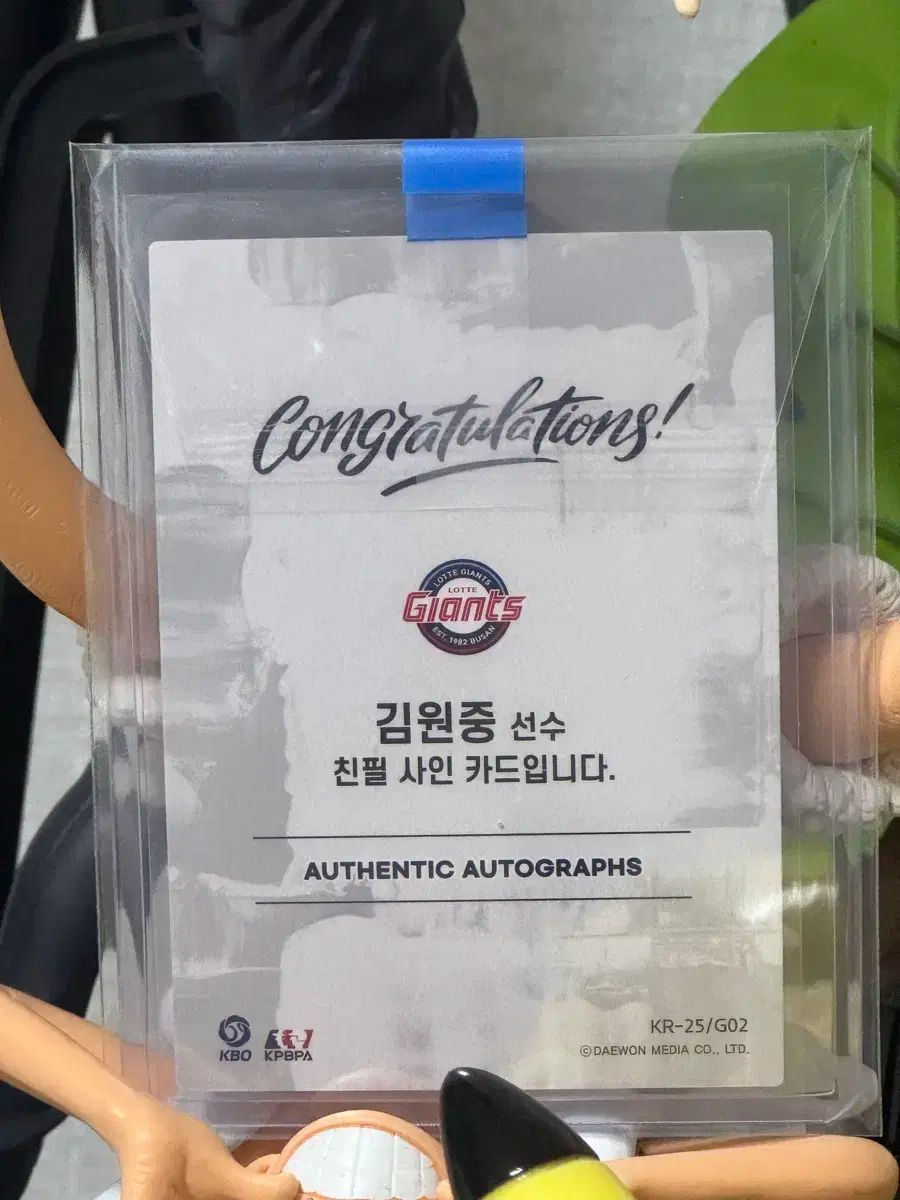 Congratulations!
LOTTE GIANTS
LOTTE
Giants
EST. 1982 BUSAN
김원중 선수
친필 사인 카드입니다.
AUTHENTIC AUTOGRAPHS
KR-25/G02
KBO KPBPA
©DAEWON MEDIA CO., LTD.